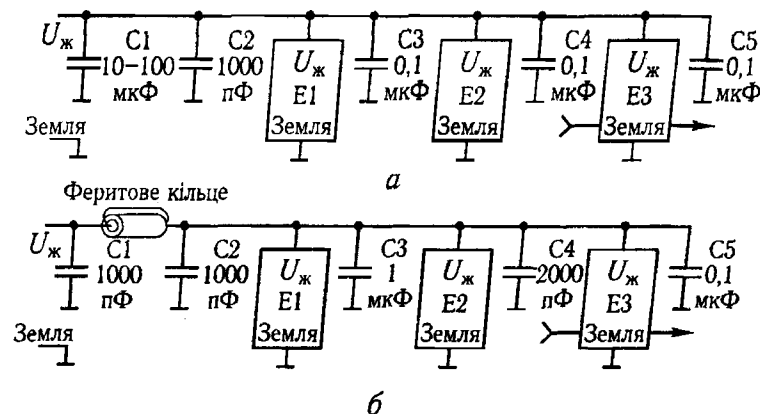 Uж
C1
10–100
мкФ
C2
1000
пФ
Uж
E1
Земля
C3
0,1
мкФ
Uж
E2
Земля
C4
0,1
мкФ
Uж
E3
Земля
C5
0,1
мкФ
Земля
а
Феритове кільце
Uж
C1
1000
пФ
C2
1000
пФ
Uж
E1
Земля
C3
1
мкФ
Uж
E2
Земля
C4
2000
пФ
Uж
E3
Земля
C5
0,1
мкФ
Земля
б